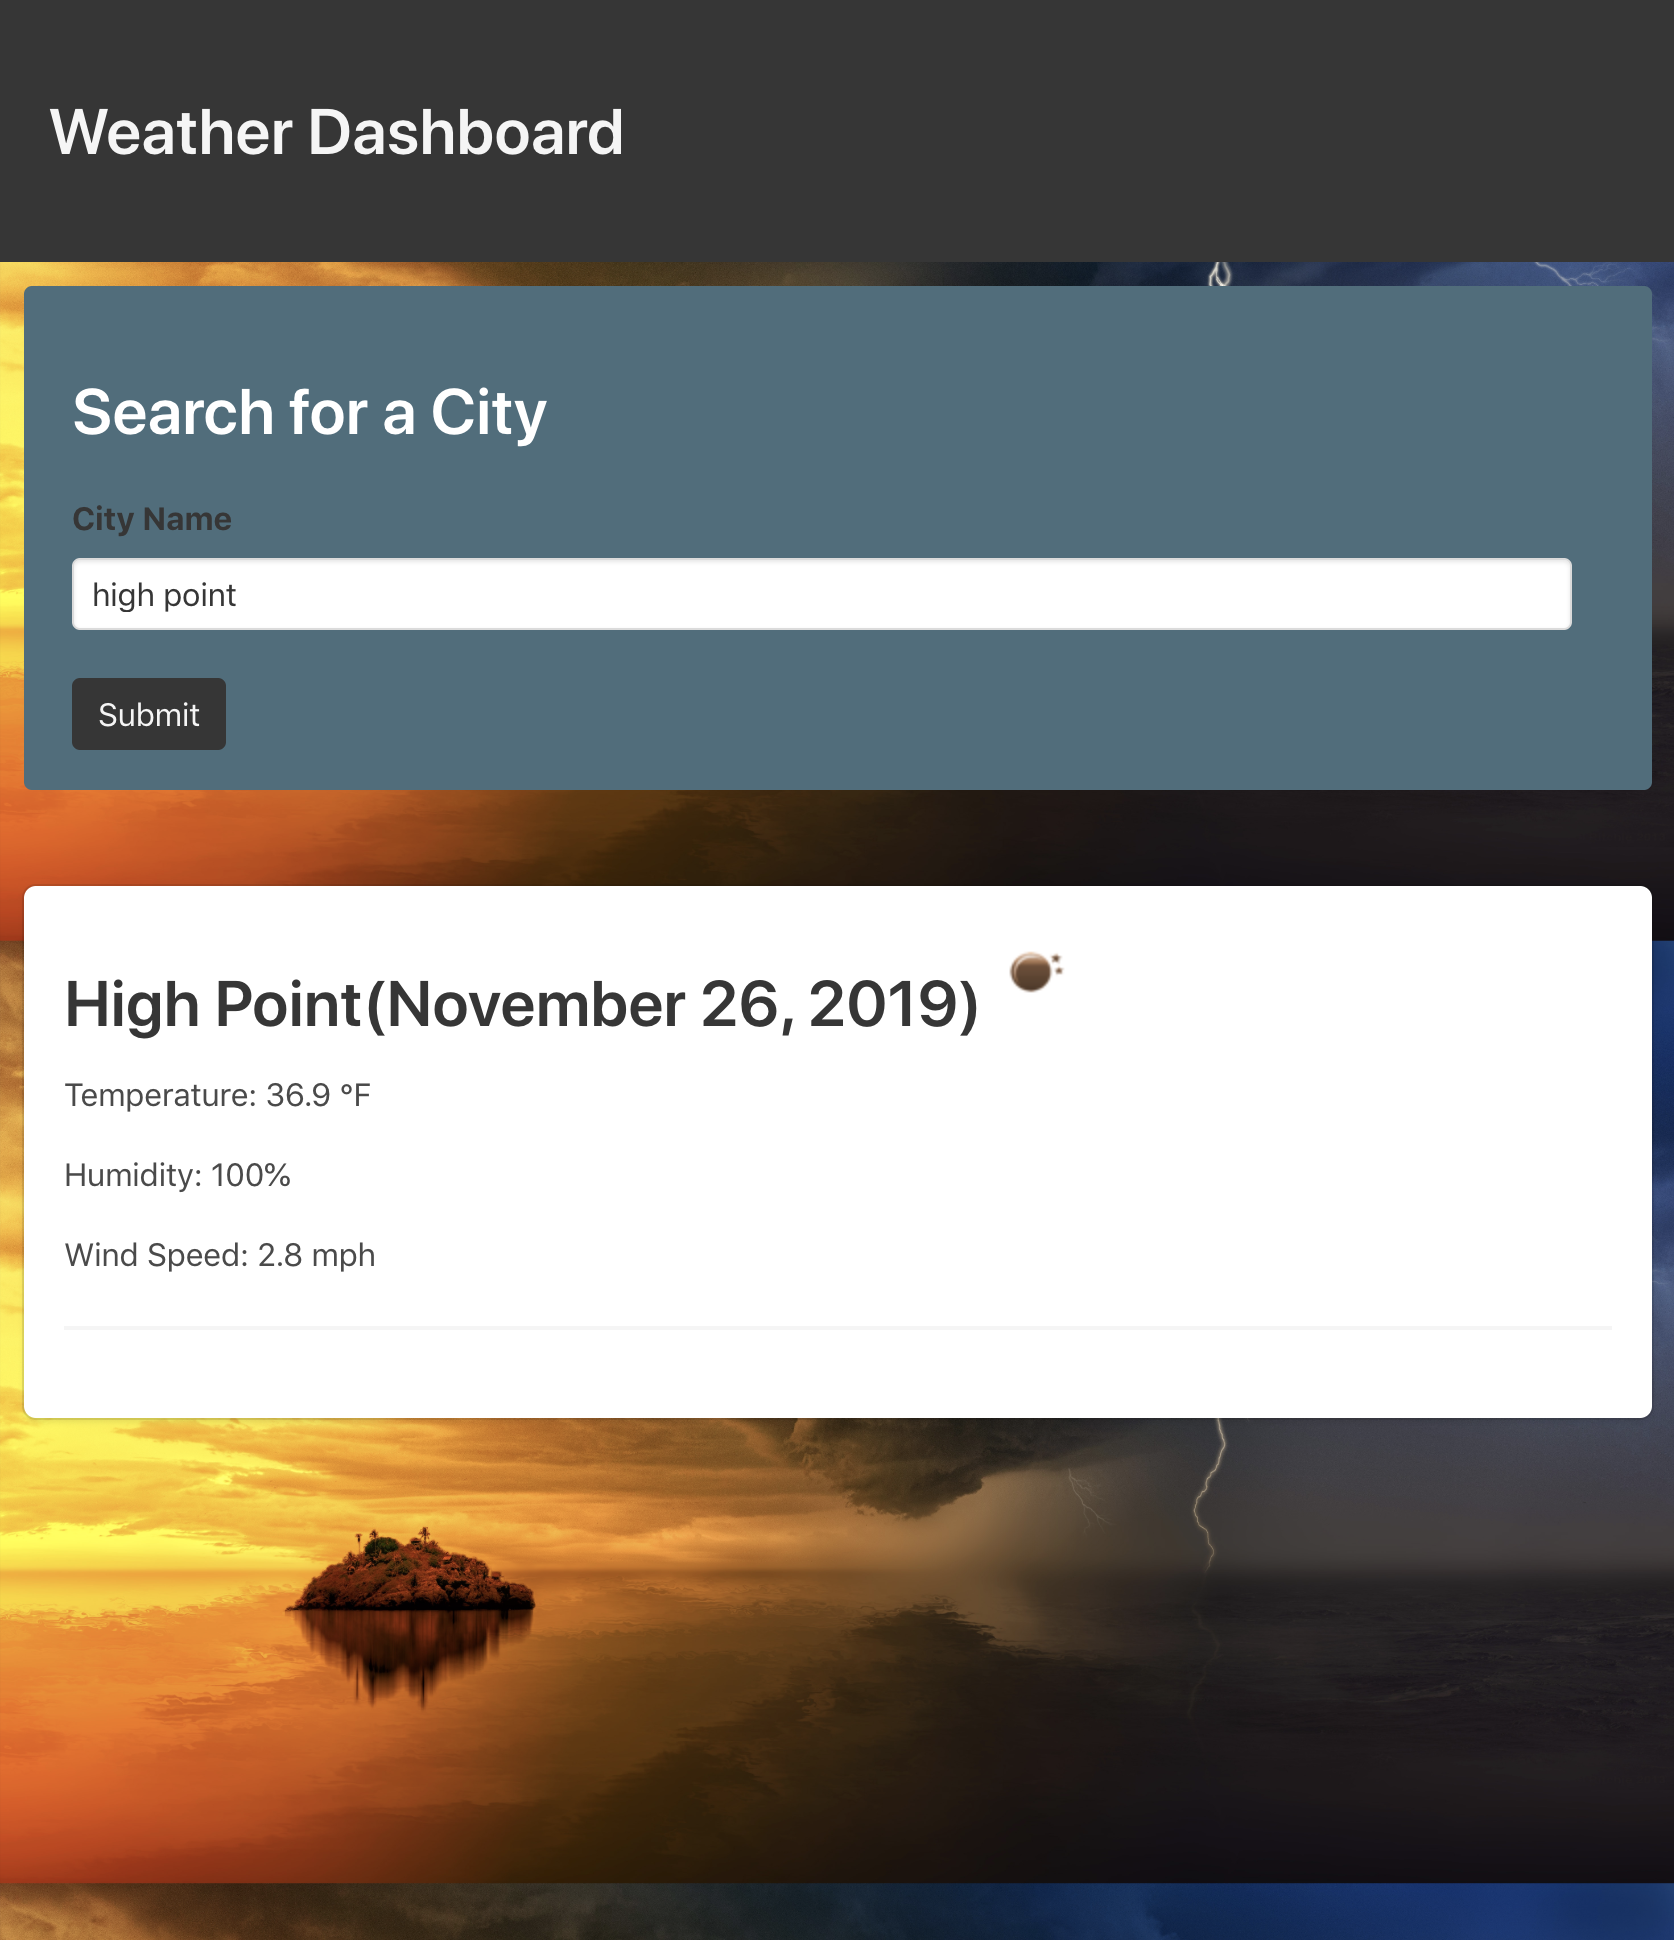 Weather Dashboard
Search for a City
City Name
high point
Submit
High Point(November 26, 2019)
Temperature: 36.9 °F
Humidity: 100%
Wind Speed: 2.8 mph